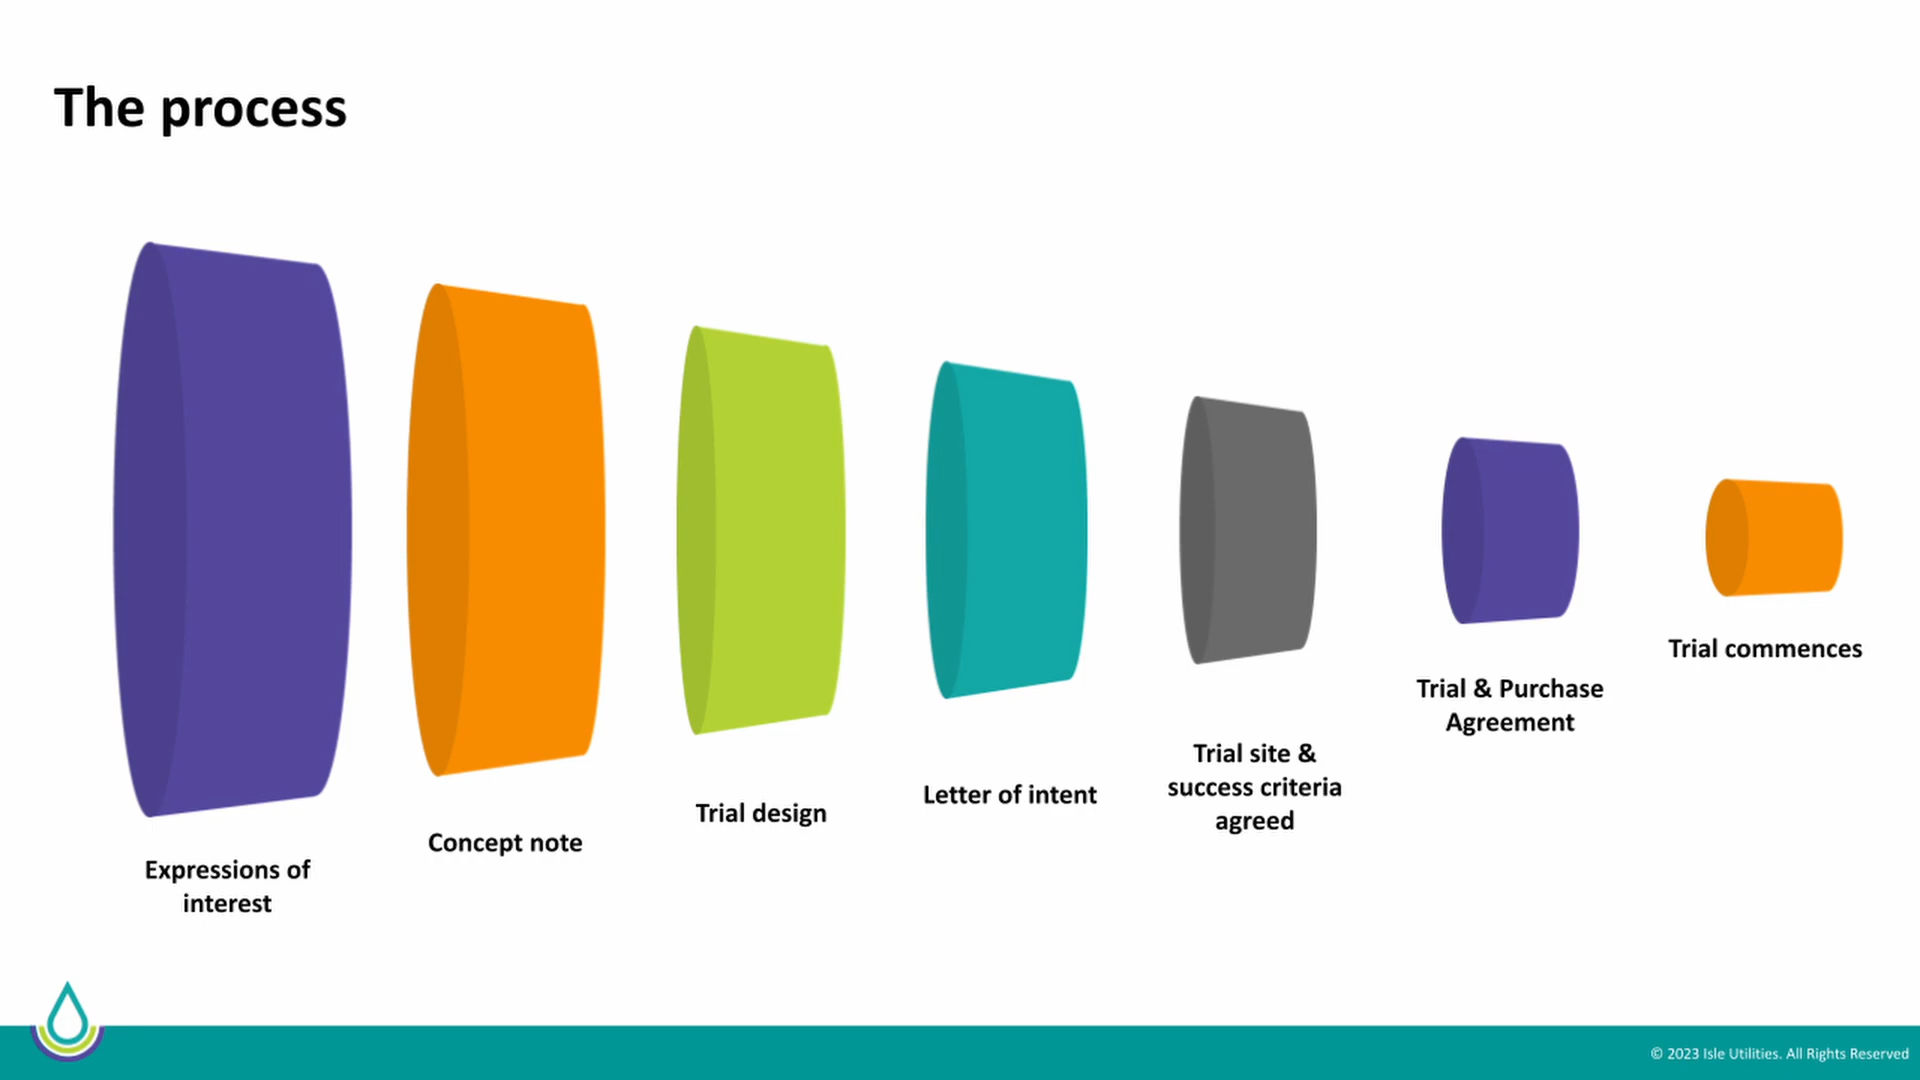 The process
Expressions of
interest
Concept note
Trial design
Letter of intent
Trial site &
success criteria
agreed
Trial & Purchase
Agreement
Trial commences
© 2023 Isle Utilities. All Rights Reserved